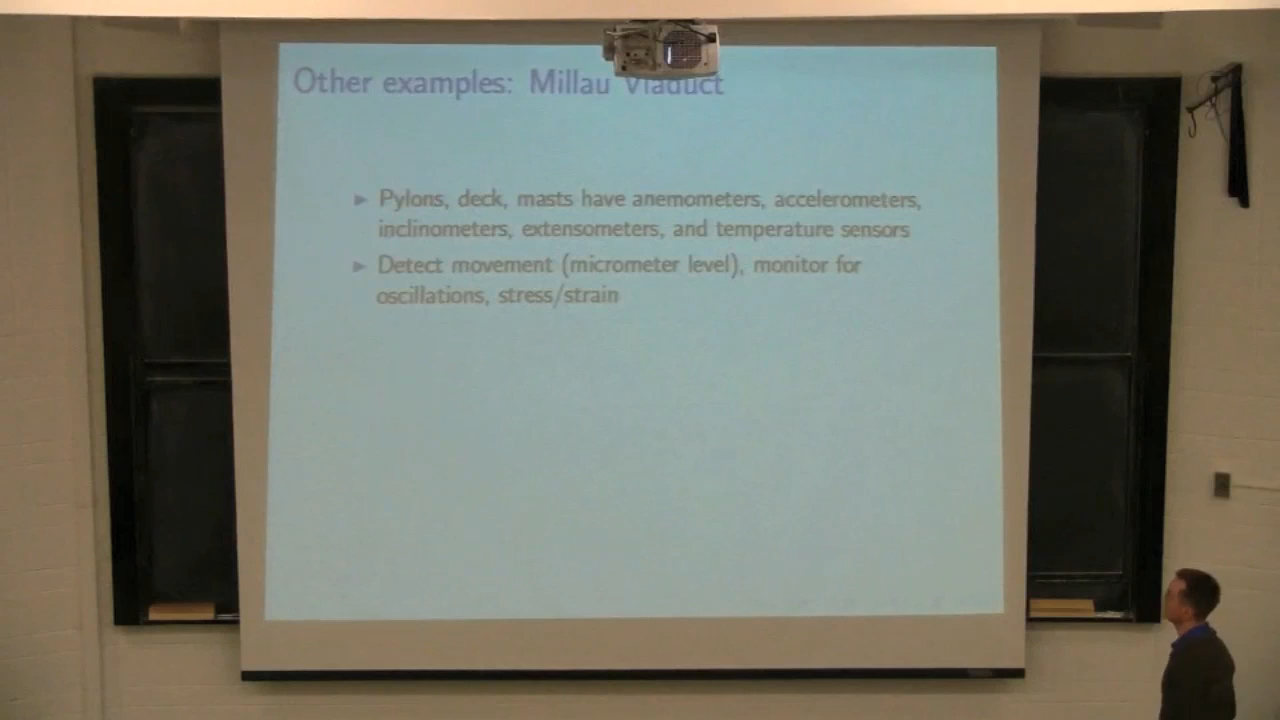 Other examples: Millau Viaduct
Pylons, deck, masts have anemometers, accelerometers,
inclinometers, extensometers, and temperature sensors
Detect movement (micrometer level), monitor for
oscillations, stress/strain